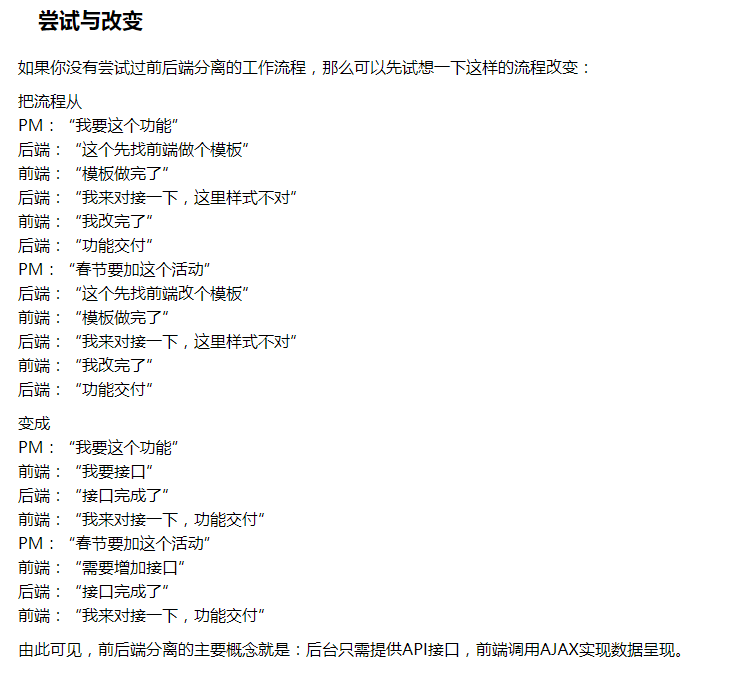 尝试与改变
如果你没有尝试过前后端分离的工作流程，那么可以先试想一下这样的流程改变：
把流程从
PM：“我要这个功能”
后端：“这个先找前端做个模板”
前端：“模板做完了”
后端：“我来对接一下，这里样式不对”
前端：“我改完了”
后端：“功能交付”
PM：“春节要加这个活动”
后端：“这个先找前端改个模板”
前端：“模板做完了”
后端：“我来对接一下，这里样式不对”
前端：“我改完了”
后端：“功能交付”
变成
PM：“我要这个功能”
前端：“我要接口”
后端：“接口完成了”
前端：“我来对接一下，功能交付”
PM：“春节要加这个活动”
前端：“需要增加接口”
后端：“接口完成了”
前端：“我来对接一下，功能交付”
由此可见，前后端分离的主要概念就是：后台只需提供API接口，前端调用AJAX实现数据呈现。